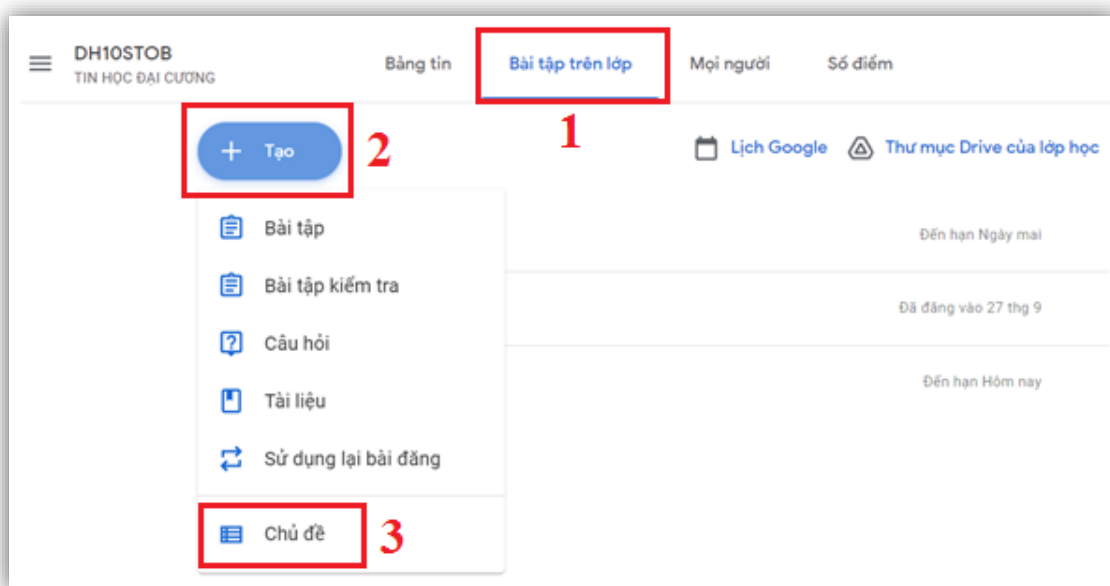 DH10STOB
TIN HỌC ĐẠI CƯƠNG
Bảng tin
Bài tập trên lớp
Mọi người
Số điểm
1
+ Tạo
2
Lịch Google
Thư mục Drive của lớp học
Bài tập
Đến hạn Ngày mai
Bài tập kiểm tra
Đã đăng vào 27 thg 9
Câu hỏi
Đến hạn Hôm nay
Tài liệu
Sử dụng lại bài đăng
Chủ đề
3